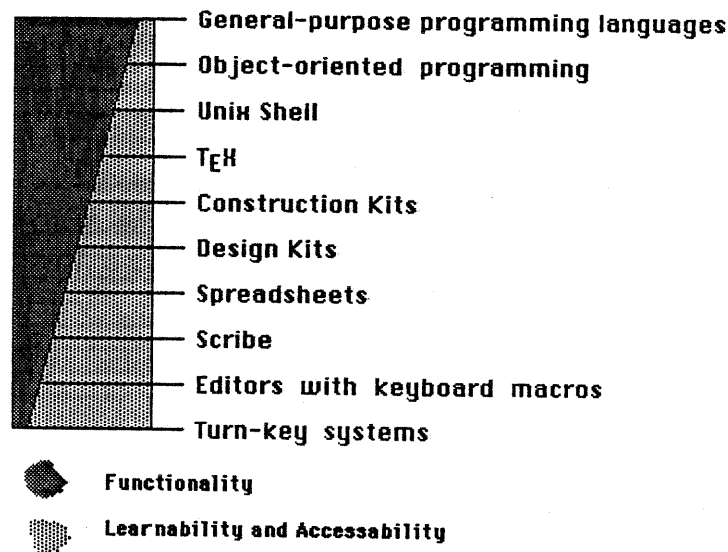 General-purpose programming languages
Object-oriented programming
Unix Shell
TEX
Construction Kits
Design Kits
Spreadsheets
Scribe
Editors with keyboard macros
Turn-key systems
Functionality
Learnability and Accessability